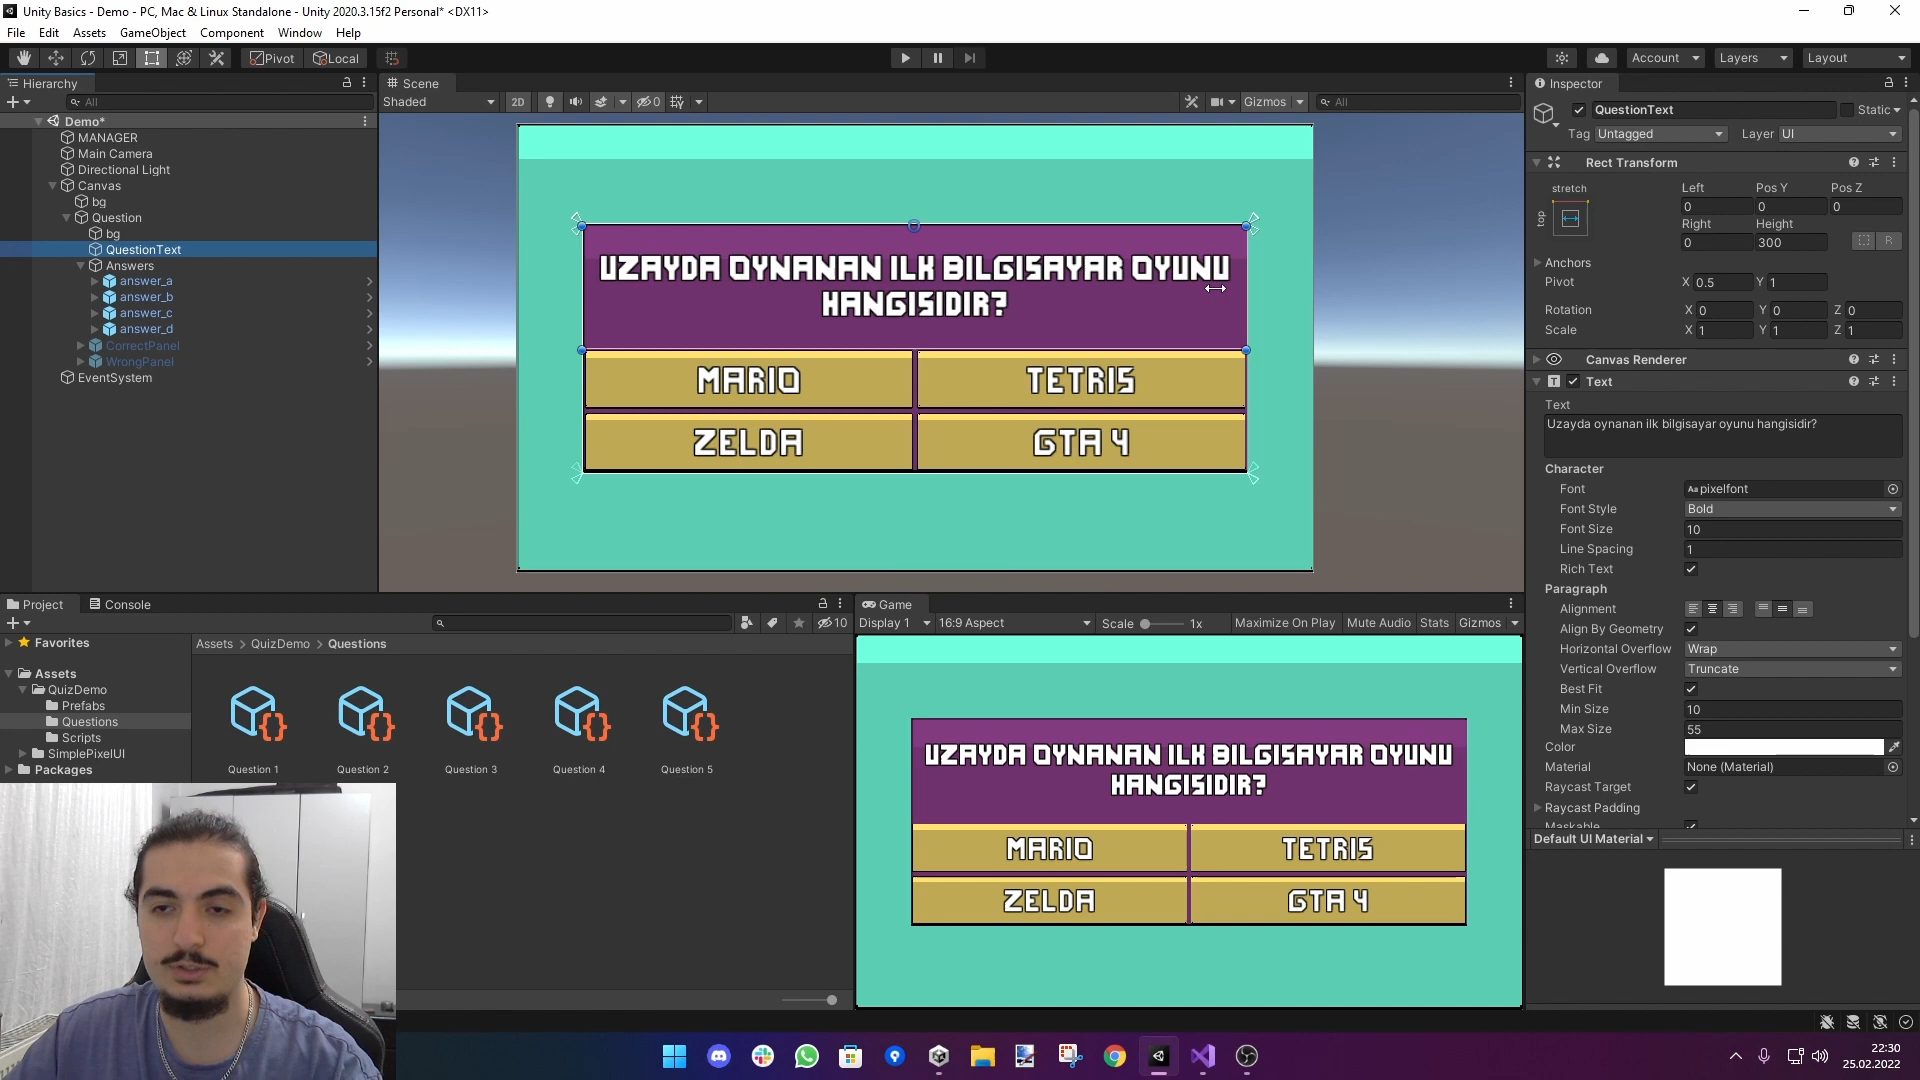 Unity Basics - Demo - PC, Mac & Linux Standalone - Unity 2020.3.15f2 Personal* <DX11>
File Edit Assets GameObject Component Window Help
Pivot Local
Account Layers Layout
Hierarchy
All
Demo*
MANAGER
Main Camera
Directional Light
Canvas
bg
Question
bg
QuestionText
Answers
answer_a
answer_b
answer_c
answer_d
CorrectPanel
WrongPanel
EventSystem
Scene
Shaded 2D 0 Gizmos All
UZAYDA OYNANAN ILK BILGISAYAR OYUNU
HANGISIDIR?
MARIO TETRIS
ZELDA GTA 4
Inspector
QuestionText Static
Tag Untagged Layer UI
Rect Transform
stretch Left Pos Y Pos Z
top 0 0 0
Right Height
0 300 R
Anchors
Pivot X 0.5 Y 1
Rotation X 0 Y 0 Z 0
Scale X 1 Y 1 Z 1
Canvas Renderer
Text
Text
Uzayda oynanan ilk bilgisayar oyunu hangisidir?
Character
Font Aa pixelfont
Font Style Bold
Font Size 10
Line Spacing 1
Rich Text
Paragraph
Alignment
Align By Geometry
Horizontal Overflow Wrap
Vertical Overflow Truncate
Best Fit
Min Size 10
Max Size 55
Color
Material None (Material)
Raycast Target
Raycast Padding
Maskable
Default UI Material
Project Console
10
Favorites
Assets
QuizDemo
Prefabs
Questions
Scripts
SimplePixelUI
Packages
Assets > QuizDemo > Questions
Question 1 Question 2 Question 3 Question 4 Question 5
Game
Display 1 16:9 Aspect Scale 1x Maximize On Play Mute Audio Stats Gizmos
UZAYDA OYNANAN ILK BILGISAYAR OYUNU
HANGISIDIR?
MARIO TETRIS
ZELDA GTA 4
22:30
25.02.2022